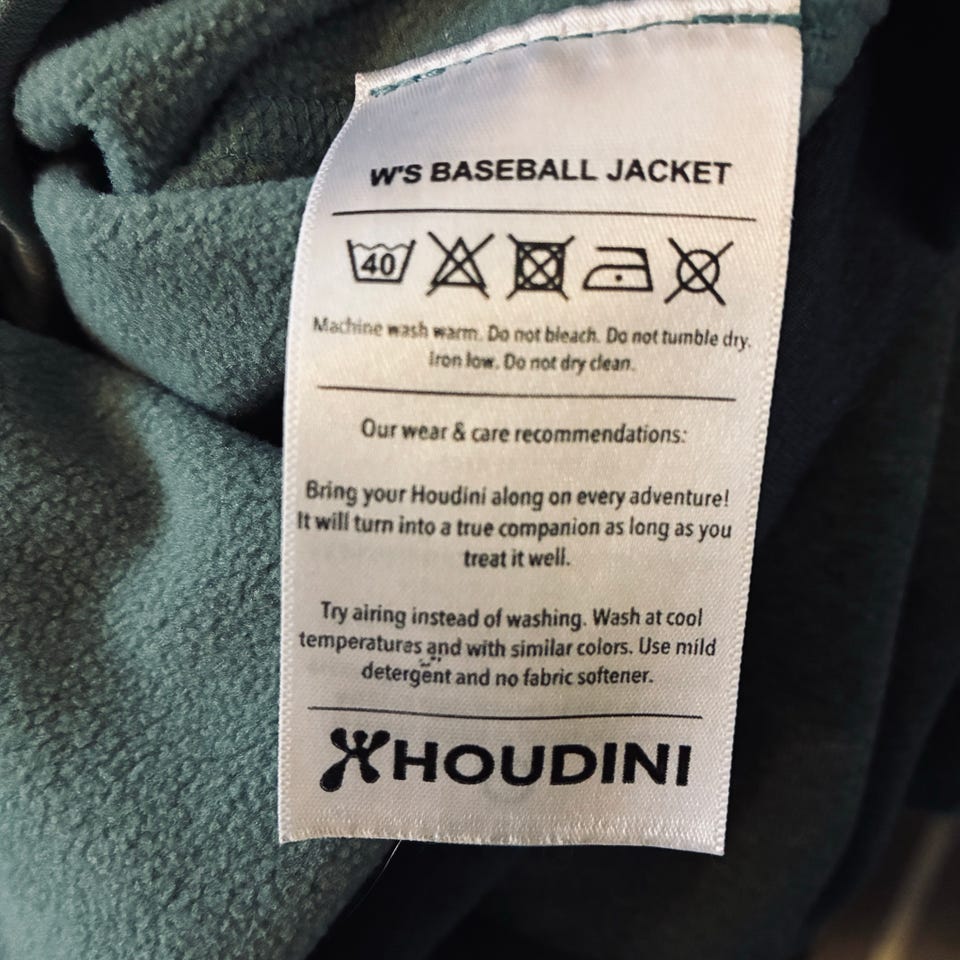 W'S BASEBALL JACKET
40
Machine wash warm. Do not bleach. Do not tumble dry.
Iron low. Do not dry clean.
Our wear & care recommendations:
Bring your Houdini along on every adventure!
It will turn into a true companion as long as you
treat it well.
Try airing instead of washing. Wash at cool
temperatures and with similar colors. Use mild
detergent and no fabric softener.
HOUDINI